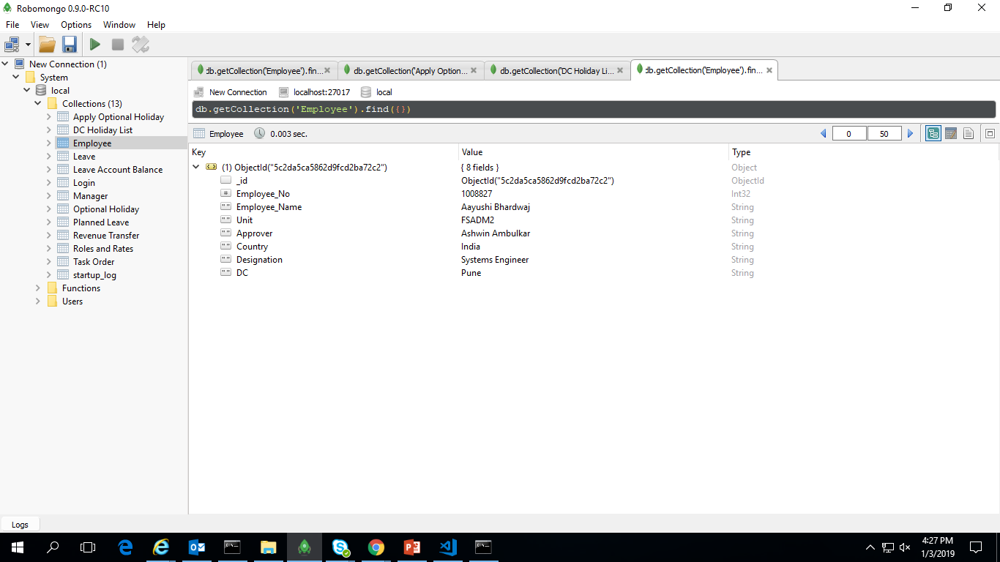 Robomongo 0.9.0-RC10
File View Options Window Help
New Connection (1)
System
local
Collections (13)
Apply Optional Holiday
DC Holiday List
Employee
Leave
Leave Account Balance
Login
Manager
Optional Holiday
Planned Leave
Revenue Transfer
Roles and Rates
Task Order
startup_log
Functions
Users
db.getCollection('Employee').fin... db.getCollection('Apply Option... db.getCollection('DC Holiday Li... db.getCollection('Employee').fin...
New Connection localhost:27017 local
db.getCollection('Employee').find({})
Employee 0.003 sec. 0 50
Key Value Type
(1) ObjectId("5c2da5ca5862d9fcd2ba72c2") { 8 fields } Object
_id ObjectId("5c2da5ca5862d9fcd2ba72c2") ObjectId
# Employee_No 1008827 Int32
"" Employee_Name Aayushi Bhardwaj String
"" Unit FSADM2 String
"" Approver Ashwin Ambulkar String
"" Country India String
"" Designation Systems Engineer String
"" DC Pune String
Logs
4:27 PM
1/3/2019